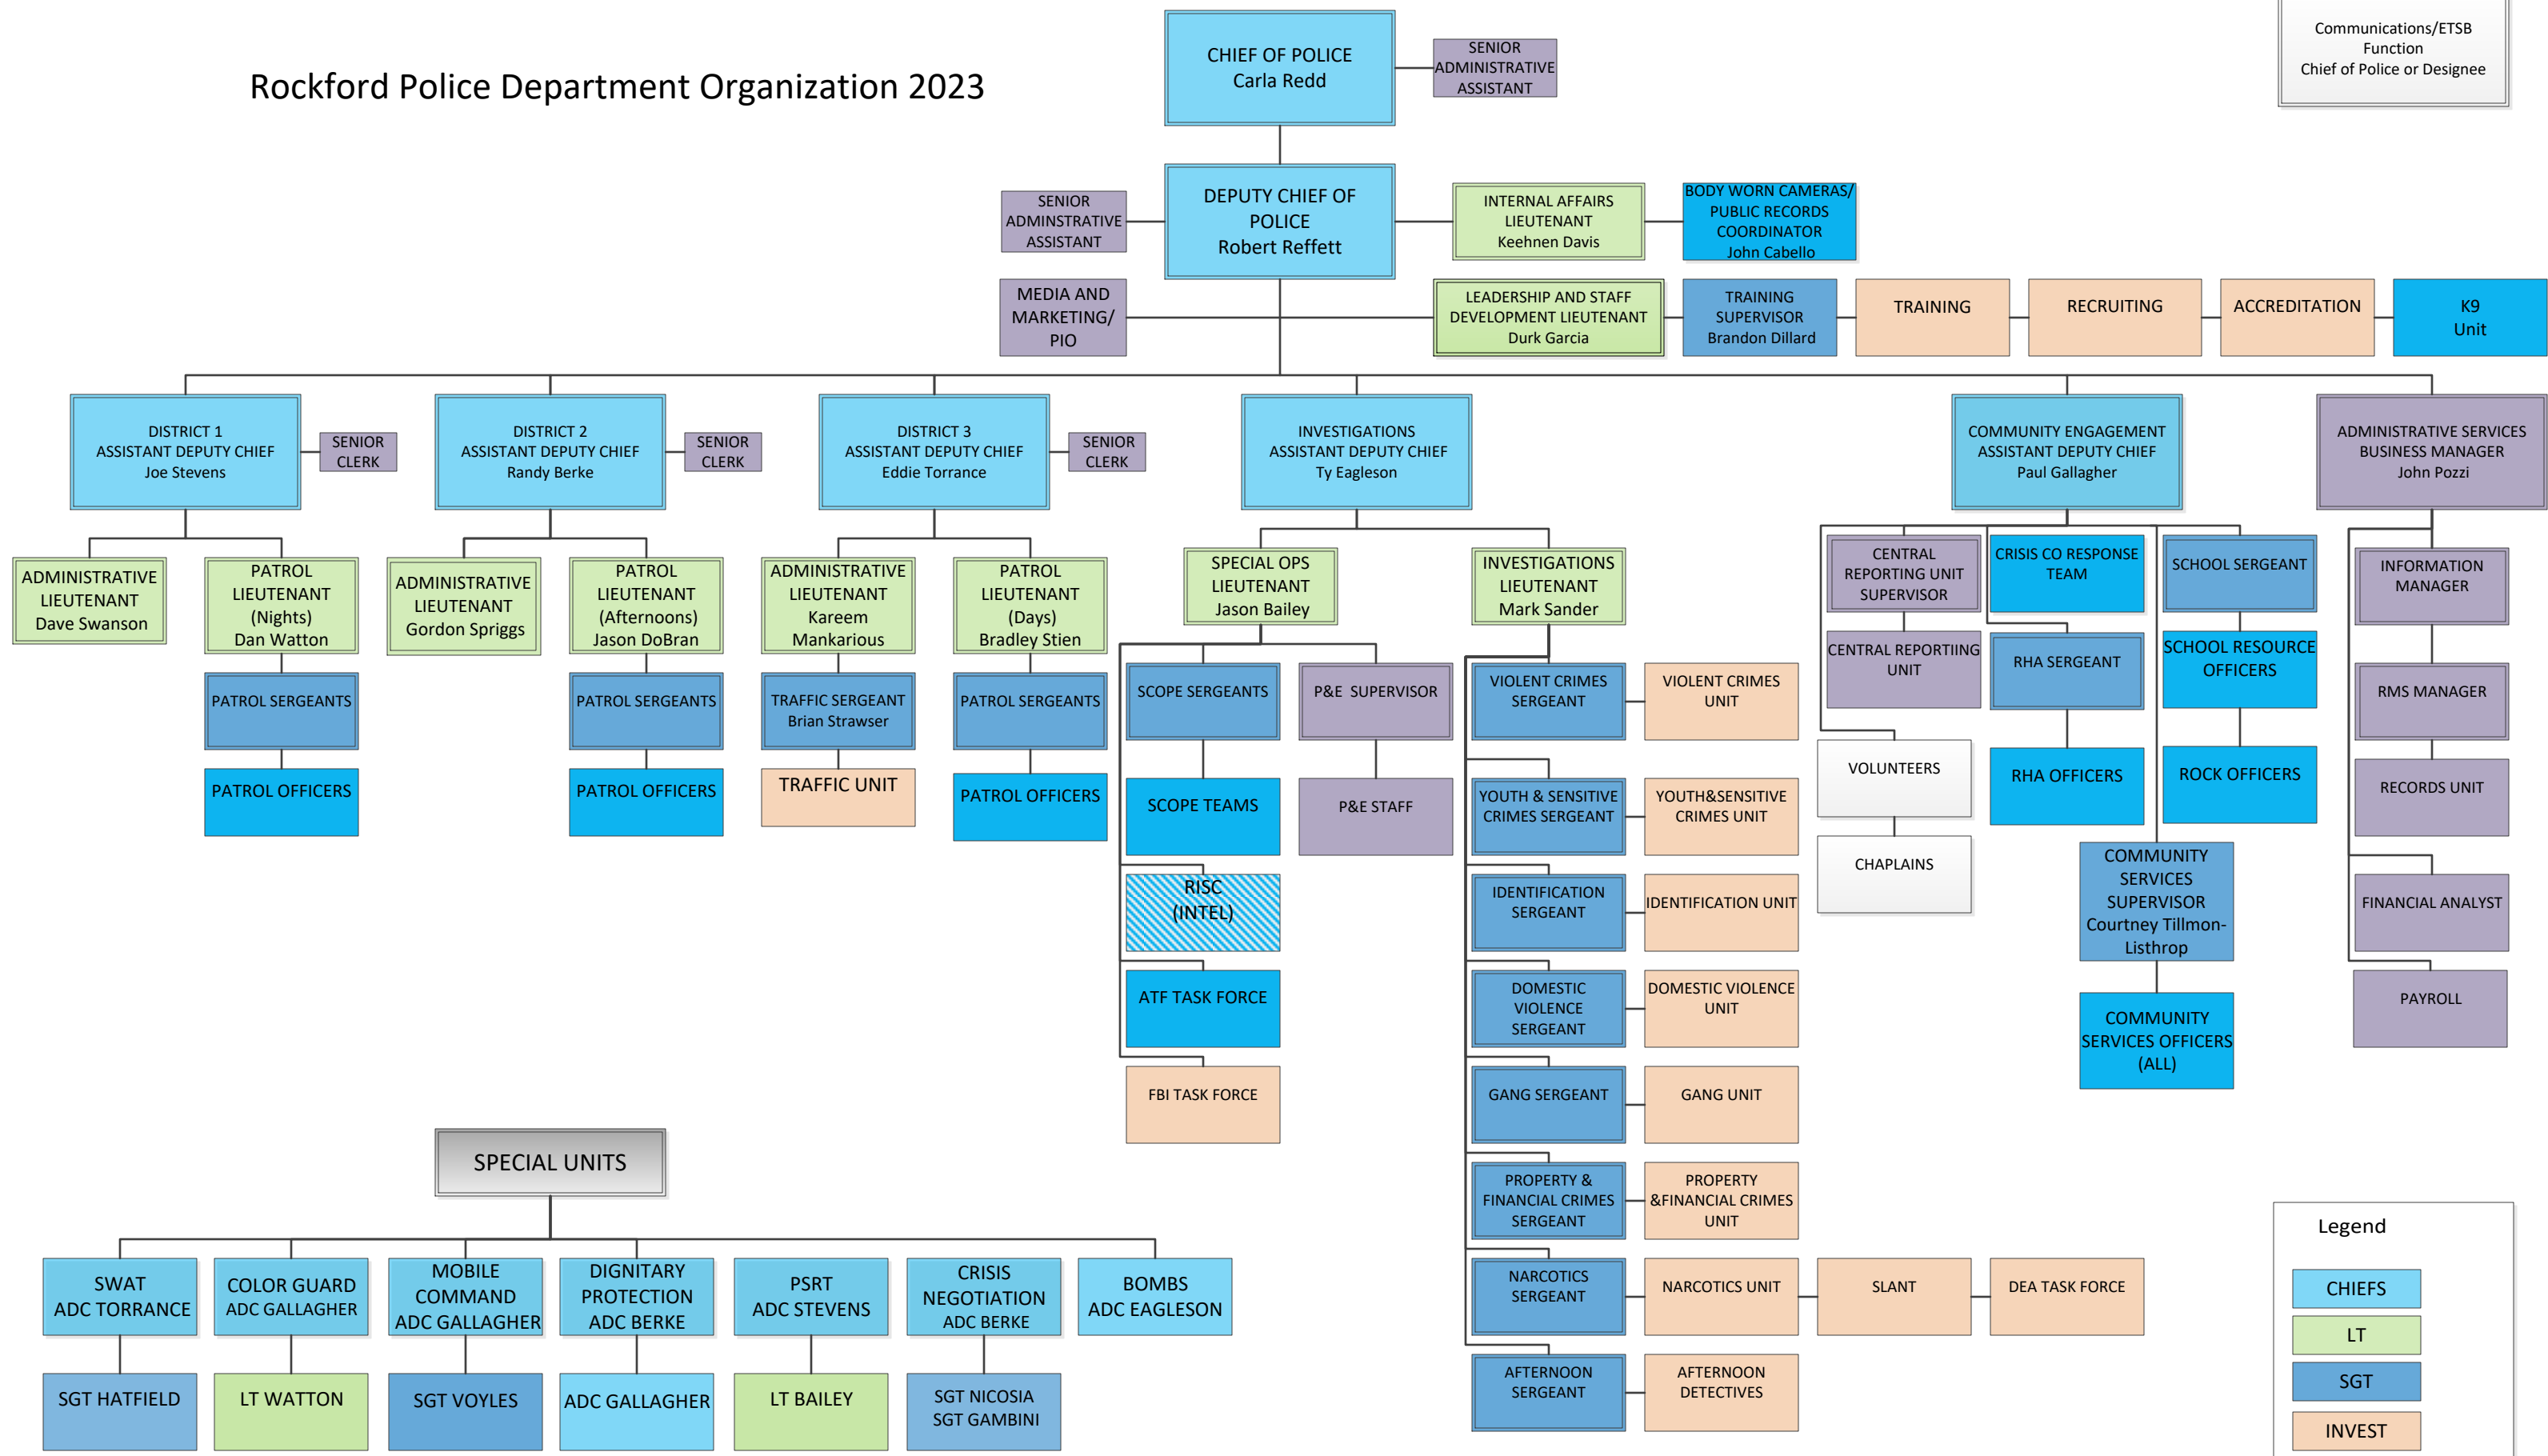 Rockford Police Department Organization 2023
CHIEF OF POLICE
Carla Redd
SENIOR
ADMINISTRATIVE
ASSISTANT
Communications/ETSB
Function
Chief of Police or Designee
SENIOR
ADMINSTRATIVE
ASSISTANT
DEPUTY CHIEF OF
POLICE
Robert Reffett
INTERNAL AFFAIRS
LIEUTENANT
Keehnen Davis
BODY WORN CAMERAS/
PUBLIC RECORDS
COORDINATOR
John Cabello
MEDIA AND
MARKETING/
PIO
LEADERSHIP AND STAFF
DEVELOPMENT LIEUTENANT
Durk Garcia
TRAINING
SUPERVISOR
Brandon Dillard
TRAINING
RECRUITING
ACCREDITATION
K9
Unit
DISTRICT 1
ASSISTANT DEPUTY CHIEF
Joe Stevens
SENIOR
CLERK
DISTRICT 2
ASSISTANT DEPUTY CHIEF
Randy Berke
SENIOR
CLERK
DISTRICT 3
ASSISTANT DEPUTY CHIEF
Eddie Torrance
SENIOR
CLERK
INVESTIGATIONS
ASSISTANT DEPUTY CHIEF
Ty Eagleson
COMMUNITY ENGAGEMENT
ASSISTANT DEPUTY CHIEF
Paul Gallagher
ADMINISTRATIVE SERVICES
BUSINESS MANAGER
John Pozzi
ADMINISTRATIVE
LIEUTENANT
Dave Swanson
PATROL
LIEUTENANT
(Nights)
Dan Watton
PATROL SERGEANTS
PATROL OFFICERS
ADMINISTRATIVE
LIEUTENANT
Gordon Spriggs
PATROL
LIEUTENANT
(Afternoons)
Jason DoBran
PATROL SERGEANTS
PATROL OFFICERS
ADMINISTRATIVE
LIEUTENANT
Kareem
Mankarious
TRAFFIC SERGEANT
Brian Strawser
TRAFFIC UNIT
PATROL
LIEUTENANT
(Days)
Bradley Stien
PATROL SERGEANTS
PATROL OFFICERS
SPECIAL OPS
LIEUTENANT
Jason Bailey
SCOPE SERGEANTS
SCOPE TEAMS
P&E  SUPERVISOR
P&E STAFF
RISC
(INTEL)
ATF TASK FORCE
FBI TASK FORCE
INVESTIGATIONS
LIEUTENANT
Mark Sander
VIOLENT CRIMES
SERGEANT
VIOLENT CRIMES
UNIT
YOUTH & SENSITIVE
CRIMES SERGEANT
YOUTH&SENSITIVE
CRIMES UNIT
IDENTIFICATION
SERGEANT
IDENTIFICATION UNIT
DOMESTIC
VIOLENCE
SERGEANT
DOMESTIC VIOLENCE
UNIT
GANG SERGEANT
GANG UNIT
PROPERTY &
FINANCIAL CRIMES
SERGEANT
PROPERTY
&FINANCIAL CRIMES
UNIT
NARCOTICS
SERGEANT
NARCOTICS UNIT
SLANT
DEA TASK FORCE
AFTERNOON
SERGEANT
AFTERNOON
DETECTIVES
CENTRAL
REPORTING UNIT
SUPERVISOR
CENTRAL REPORTIING
UNIT
VOLUNTEERS
CHAPLAINS
CRISIS CO RESPONSE
TEAM
RHA SERGEANT
RHA OFFICERS
SCHOOL SERGEANT
SCHOOL RESOURCE
OFFICERS
ROCK OFFICERS
COMMUNITY
SERVICES
SUPERVISOR
Courtney Tillmon-
Listhrop
COMMUNITY
SERVICES OFFICERS
(ALL)
INFORMATION
MANAGER
RMS MANAGER
RECORDS UNIT
FINANCIAL ANALYST
PAYROLL
SPECIAL UNITS
SWAT
ADC TORRANCE
SGT HATFIELD
COLOR GUARD
ADC GALLAGHER
LT WATTON
MOBILE
COMMAND
ADC GALLAGHER
SGT VOYLES
DIGNITARY
PROTECTION
ADC BERKE
ADC GALLAGHER
PSRT
ADC STEVENS
LT BAILEY
CRISIS
NEGOTIATION
ADC BERKE
SGT NICOSIA
SGT GAMBINI
BOMBS
ADC EAGLESON
Legend
CHIEFS
LT
SGT
INVEST